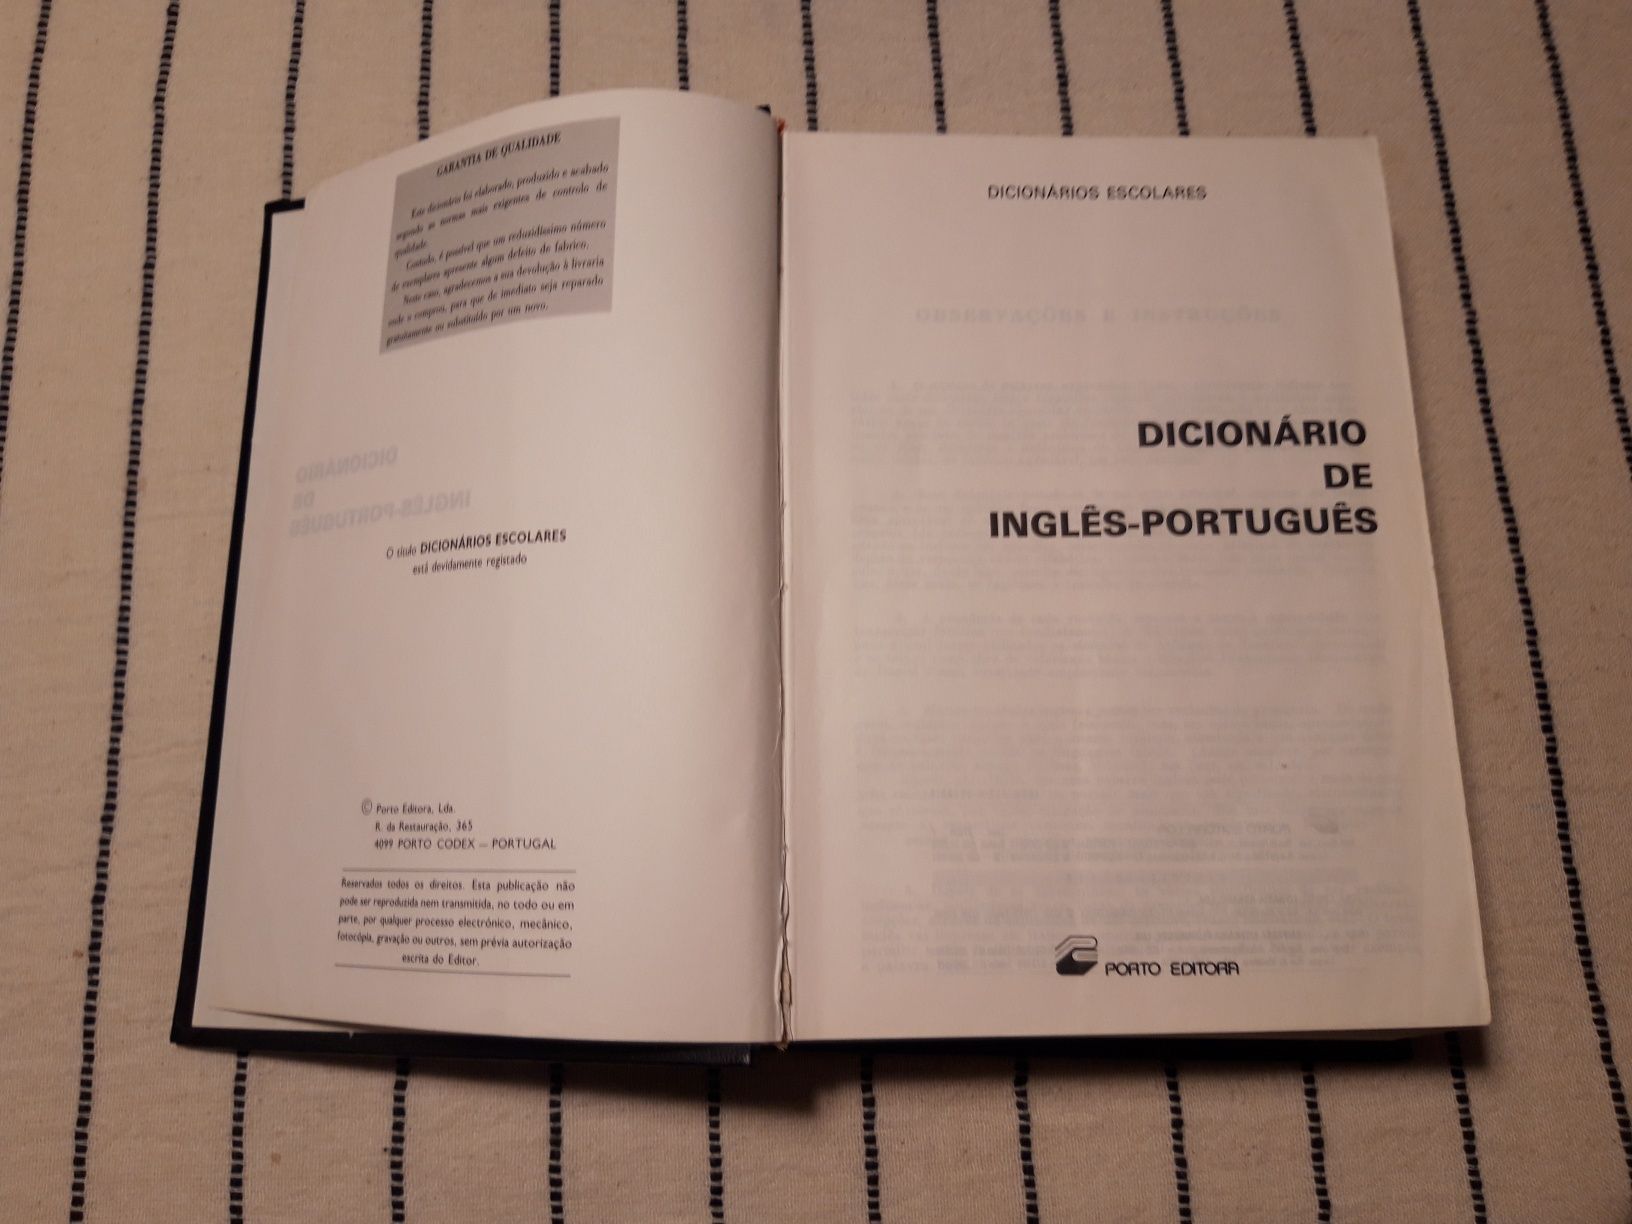 GARANTIA DE QUALIDADE
Este dicionário foi elaborado, produzido e acabado
segundo as normas mais exigentes de controlo de
qualidade.
Contudo, é possível que um reduzidíssimo número
de exemplares apresente algum defeito de fabrico.
Neste caso, agradecemos a sua devolução à livraria
onde o comprou, para que de imediato seja reparado
gratuitamente ou substituído por um novo.
O título DICIONÁRIOS ESCOLARES
está devidamente registado
© Porto Editora, Lda.
R. da Restauração, 365
4099 PORTO CODEX — PORTUGAL
Reservados todos os direitos. Esta publicação não
pode ser reproduzida nem transmitida, no todo ou em
parte, por qualquer processo electrónico, mecânico,
fotocópia, gravação ou outros, sem prévia autorização
escrita do Editor.
DICIONÁRIOS ESCOLARES
OBSERVAÇÕES E INSTRUÇÕES
DICIONÁRIO
DE
INGLÊS-PORTUGUÊS
PORTO EDITORA